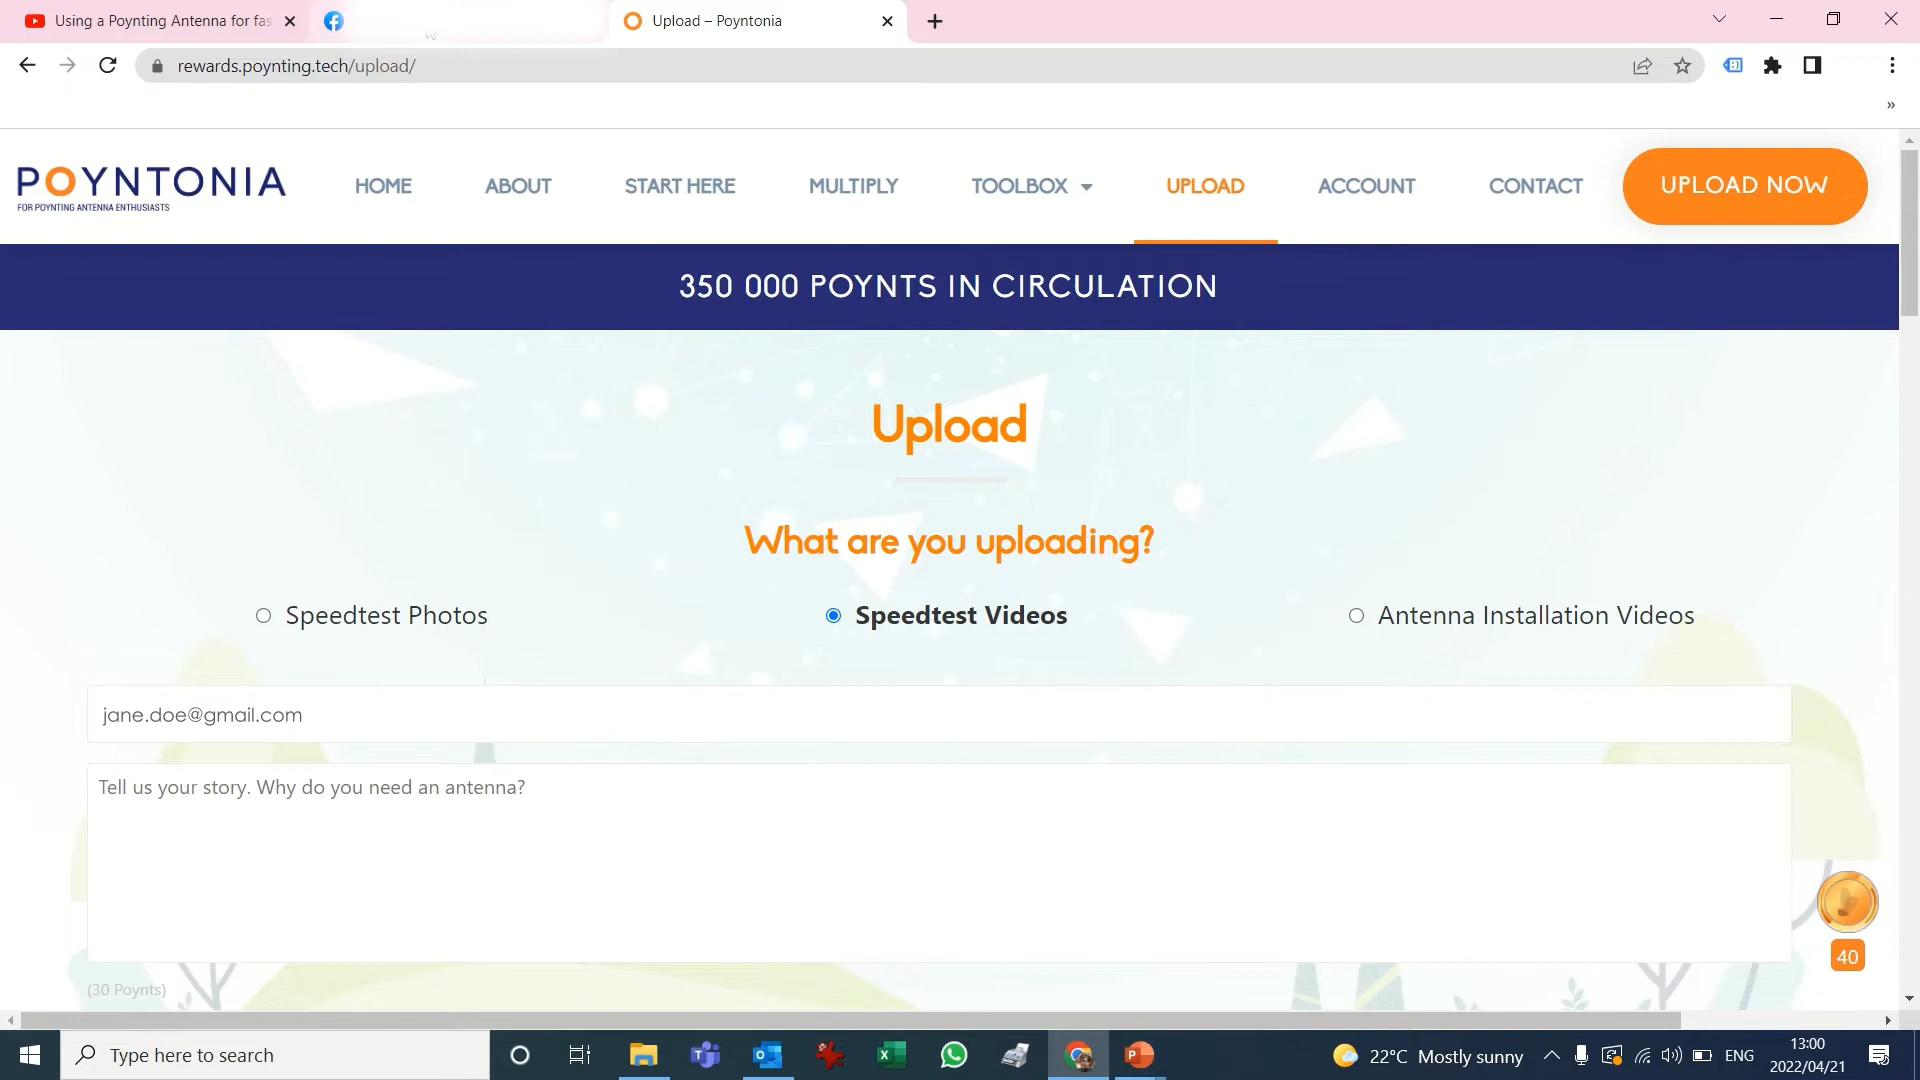 Using a Poynting Antenna for fas
Upload – Poyntonia
rewards.poynting.tech/upload/
»
POYNTONIA
FOR POYNTING ANTENNA ENTHUSIASTS
HOME
ABOUT
START HERE
MULTIPLY
TOOLBOX
UPLOAD
ACCOUNT
CONTACT
UPLOAD NOW
350 000 POYNTS IN CIRCULATION
Upload
What are you uploading?
Speedtest Photos
Speedtest Videos
Antenna Installation Videos
jane.doe@gmail.com
Tell us your story. Why do you need an antenna?
(30 Poynts)
40
Type here to search
22°C Mostly sunny
ENG
13:00
2022/04/21